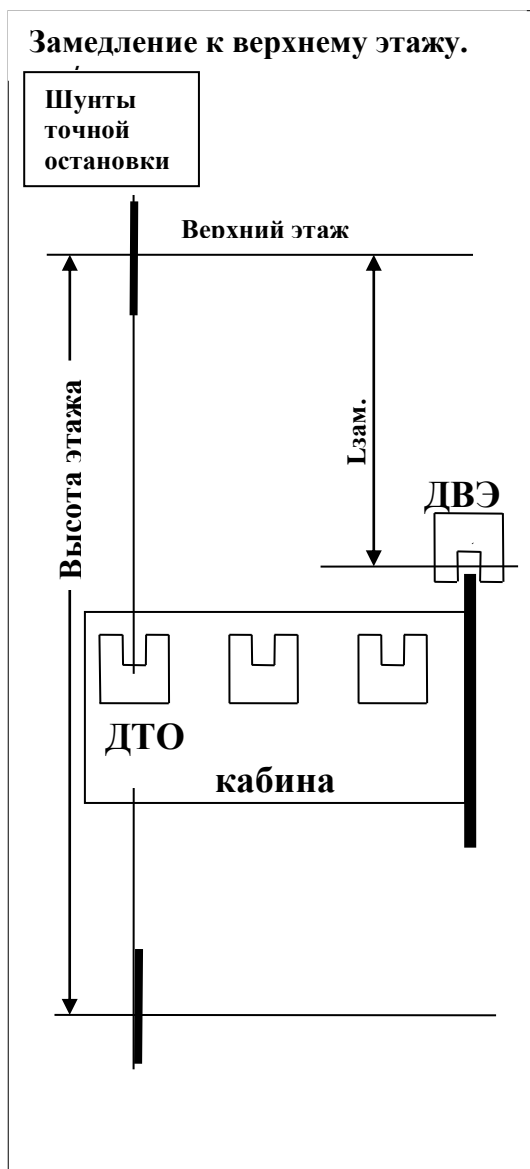 Замедление к верхнему этажу.
Шунты
точной
остановки
Верхний этаж
Высота этажа
Lзам.
ДВЭ
ДТО
кабина